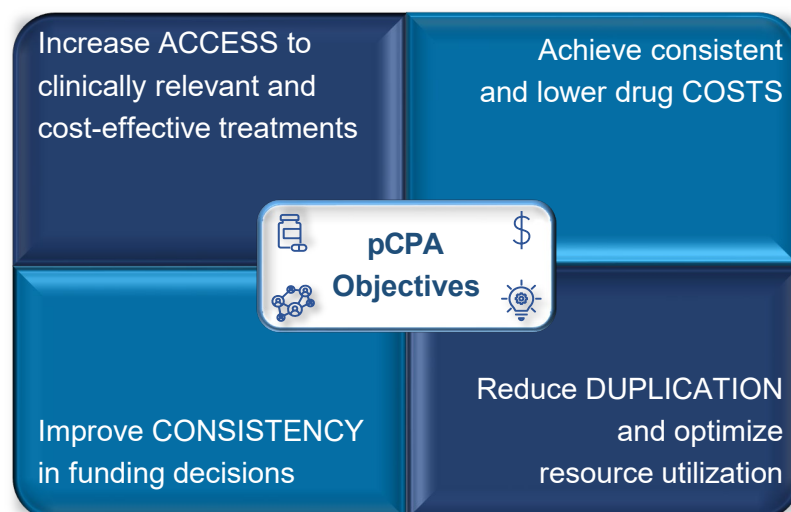 Increase ACCESS to
clinically relevant and
cost-effective treatments
Achieve consistent
and lower drug COSTS
pCPA
Objectives
$
Improve CONSISTENCY
in funding decisions
Reduce DUPLICATION
and optimize
resource utilization